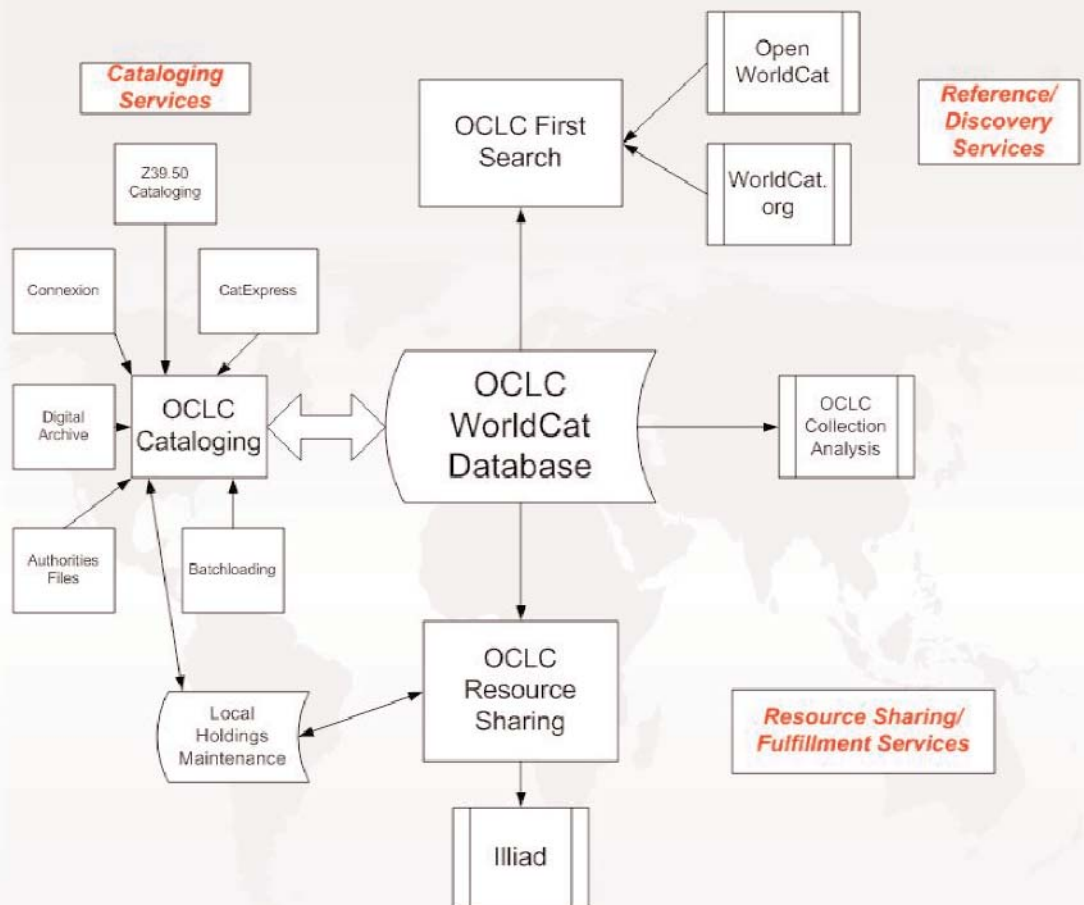 Cataloging
Services
Open
WorldCat
OCLC First
Search
Reference/
Discovery
Services
Z39.50
Cataloging
WorldCat.
org
Connexion
CatExpress
OCLC
Cataloging
Digital
Archive
OCLC
WorldCat
Database
OCLC
Collection
Analysis
Authorities
Files
Batchloading
OCLC
Resource
Sharing
Local
Holdings
Maintenance
Resource Sharing/
Fulfillment Services
Illiad